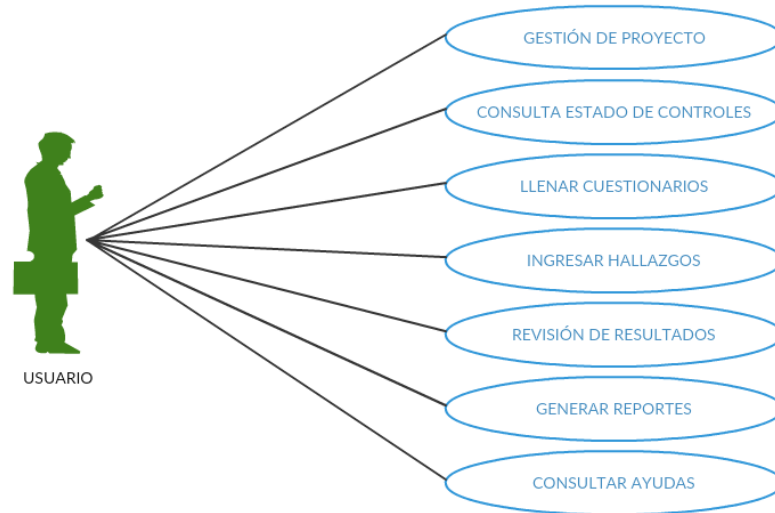 GESTIÓN DE PROYECTO
CONSULTA ESTADO DE CONTROLES
LLENAR CUESTIONARIOS
INGRESAR HALLAZGOS
REVISIÓN DE RESULTADOS
USUARIO
GENERAR REPORTES
CONSULTAR AYUDAS